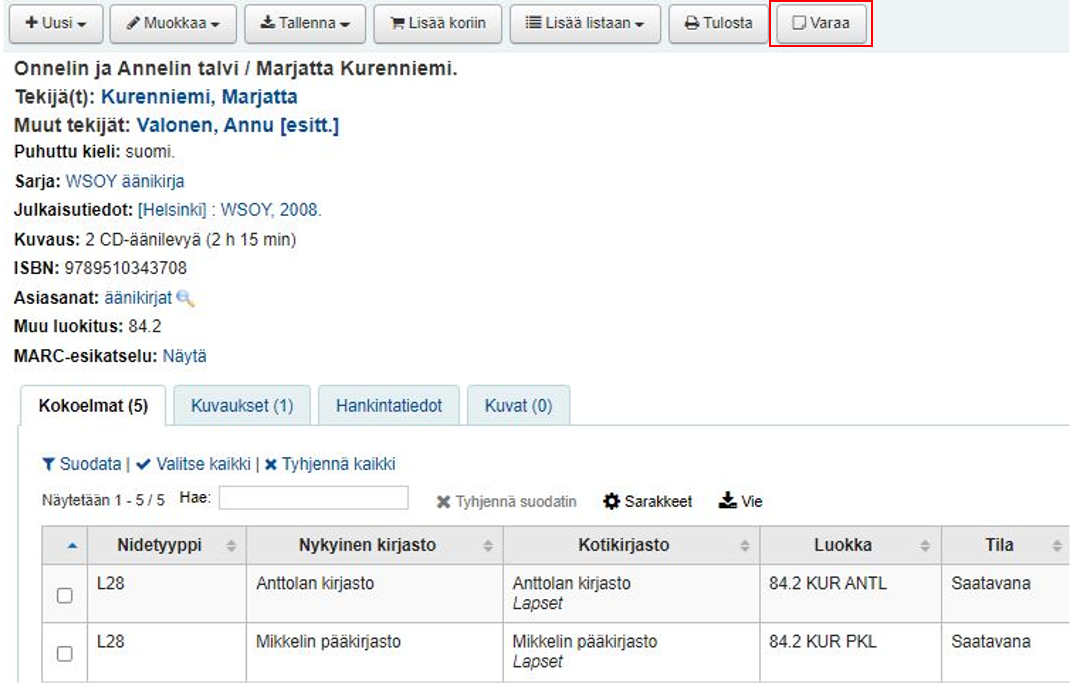 Uusi Muokkaa Tallenna Lisää koriin Lisää listaan Tulosta Varaa
Onnelin ja Annelin talvi / Marjatta Kurenniemi.
Tekijä(t): Kurenniemi, Marjatta
Muut tekijät: Valonen, Annu [esitt.]
Puhuttu kieli: suomi.
Sarja: WSOY äänikirja
Julkaisutiedot: [Helsinki] : WSOY, 2008.
Kuvaus: 2 CD-äänilevyä (2 h 15 min)
ISBN: 9789510343708
Asiasanat: äänikirjat
Muu luokitus: 84.2
MARC-esikatselu: Näytä
Kokoelmat (5) Kuvaukset (1) Hankintatiedot Kuvat (0)
Suodata | Valitse kaikki | Tyhjennä kaikki
Näytetään 1 - 5 / 5 Hae: Tyhjennä suodatin Sarakkeet Vie
Nidetyyppi Nykyinen kirjasto Kotikirjasto Luokka Tila
L28 Anttolan kirjasto Anttolan kirjasto 84.2 KUR ANTL Saatavana
Lapset
L28 Mikkelin pääkirjasto Mikkelin pääkirjasto 84.2 KUR PKL Saatavana
Lapset